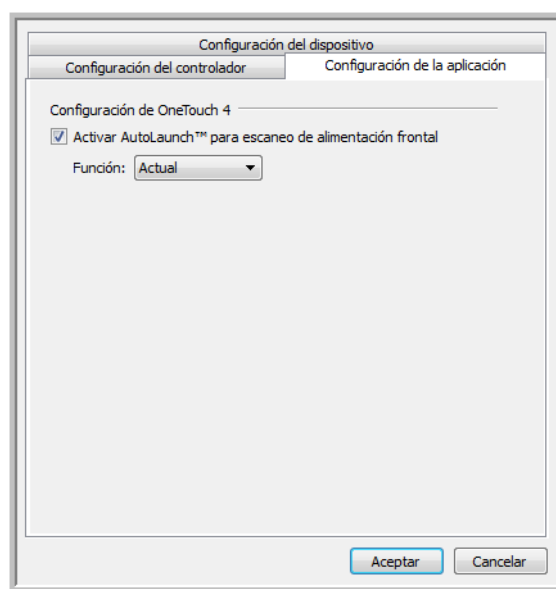 Configuración del dispositivo
Configuración del controlador
Configuración de la aplicación
Configuración de OneTouch 4
Activar AutoLaunch™ para escaneo de alimentación frontal
Función: Actual
Aceptar Cancelar